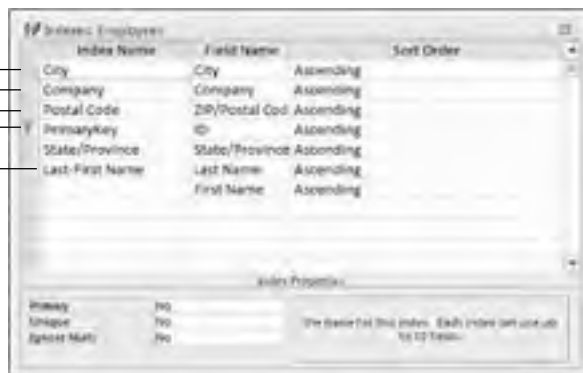 Indexes: Employees
Index Name Field Name Sort Order
City City Ascending
Company Company Ascending
Postal Code ZIP/Postal Cod Ascending
PrimaryKey ID Ascending
State/Province State/Province Ascending
Last-First Name Last Name Ascending
First Name Ascending
Index Properties
Primary No
Unique No
Ignore Nulls No
The name for this index. Each index can use up
to 10 fields.